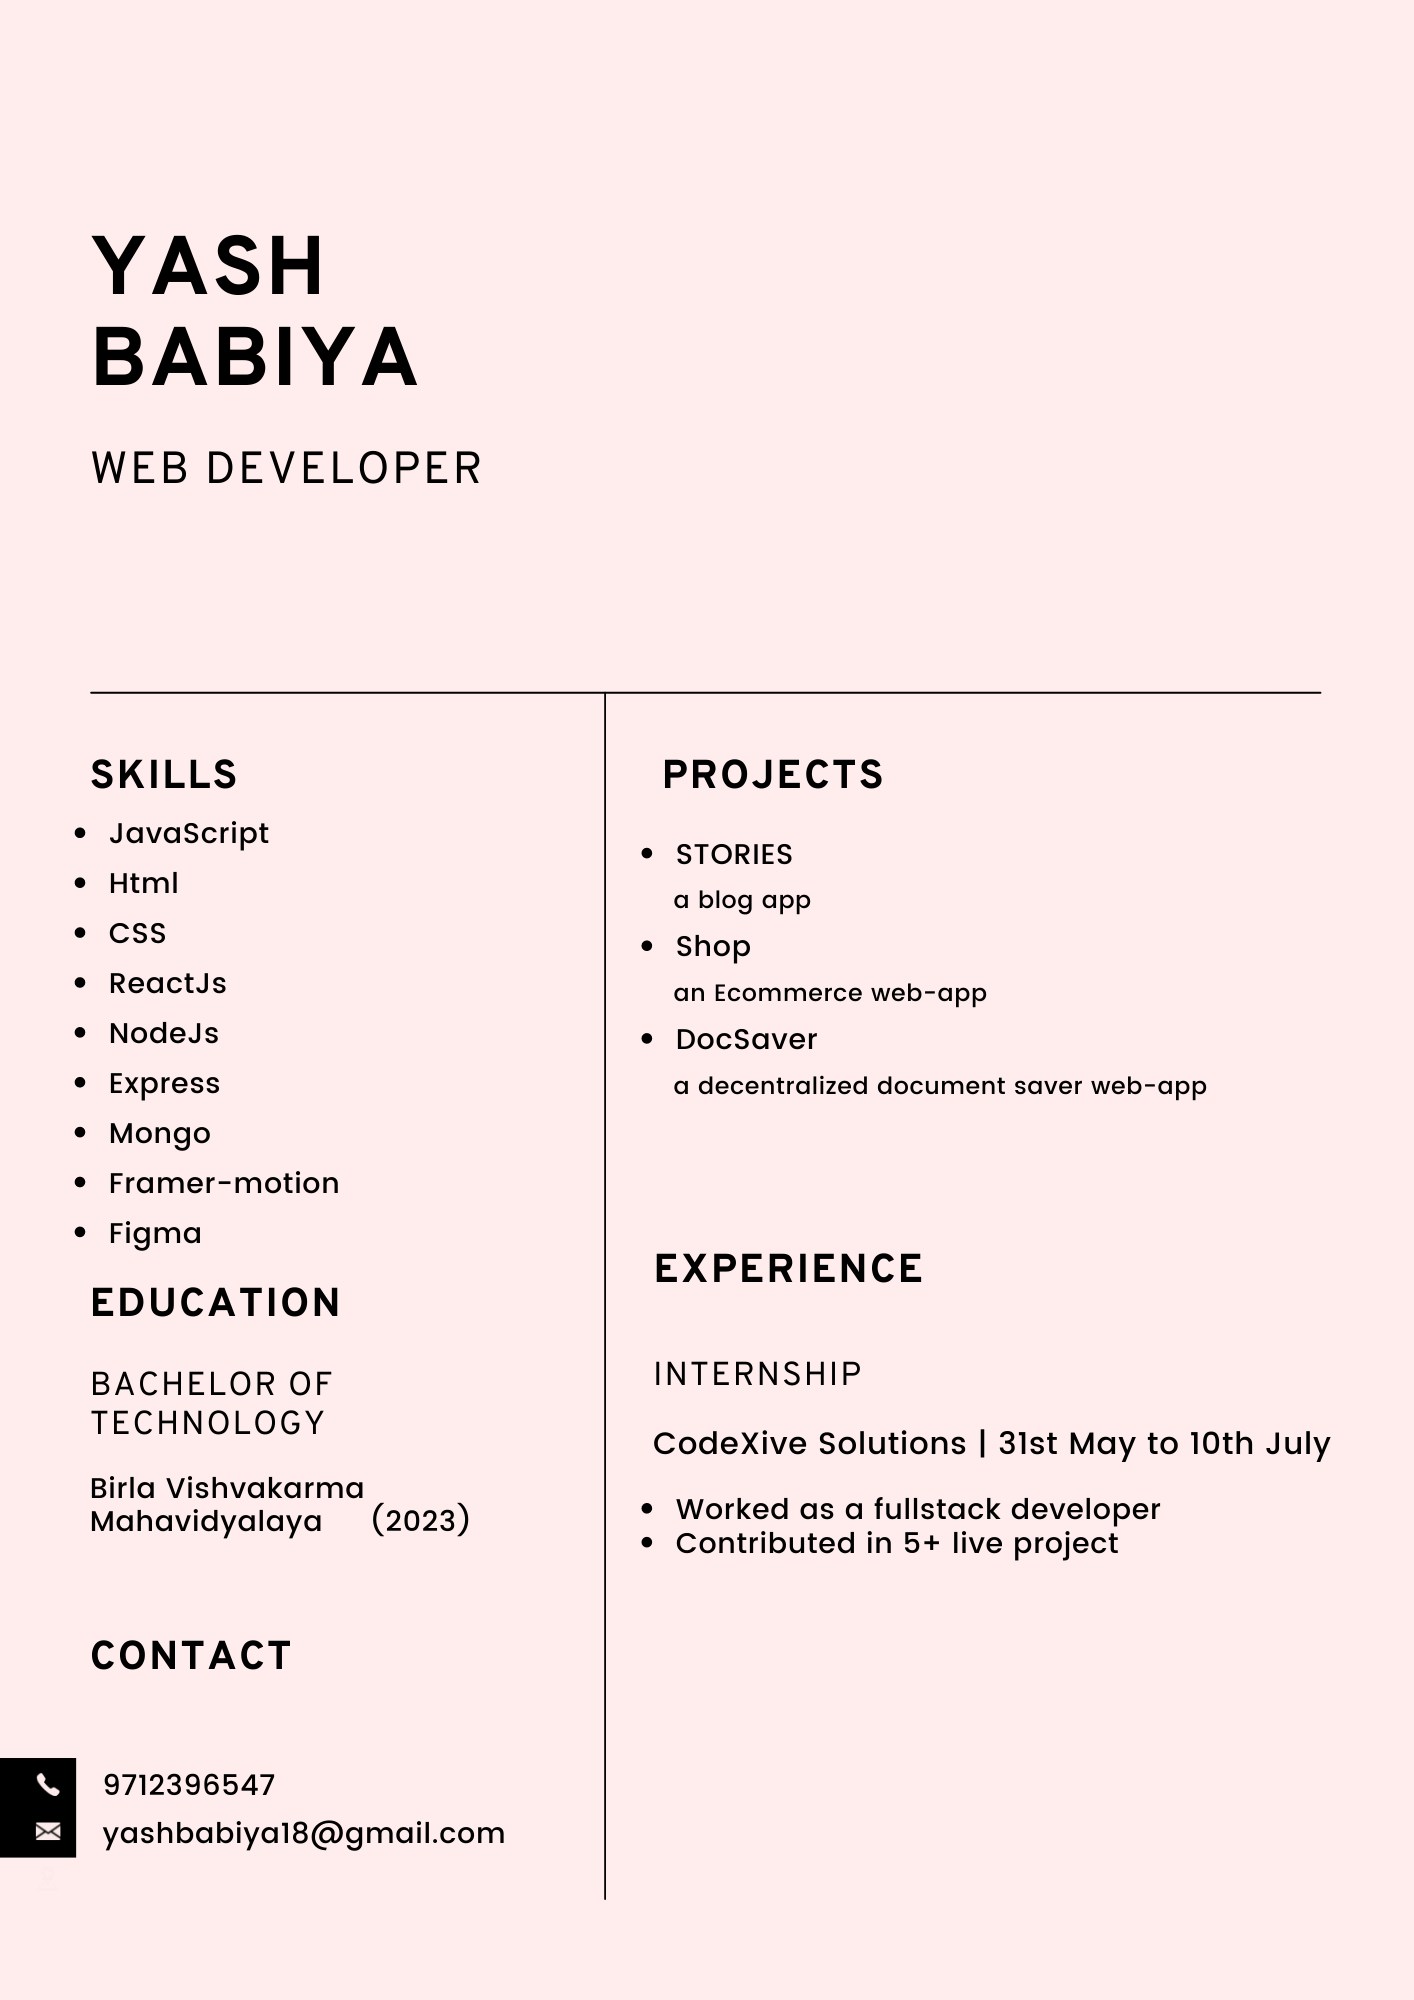 YASH
BABIYA
WEB DEVELOPER
SKILLS
• JavaScript
• Html
• CSS
• ReactJs
• NodeJs
• Express
• Mongo
• Framer-motion
• Figma
EDUCATION
BACHELOR OF
TECHNOLOGY
Birla Vishvakarma
Mahavidyalaya (2023)
CONTACT
9712396547
yashbabiya18@gmail.com
PROJECTS
• STORIES
a blog app
• Shop
an Ecommerce web-app
• DocSaver
a decentralized document saver web-app
EXPERIENCE
INTERNSHIP
CodeXive Solutions | 31st May to 10th July
• Worked as a fullstack developer
• Contributed in 5+ live project